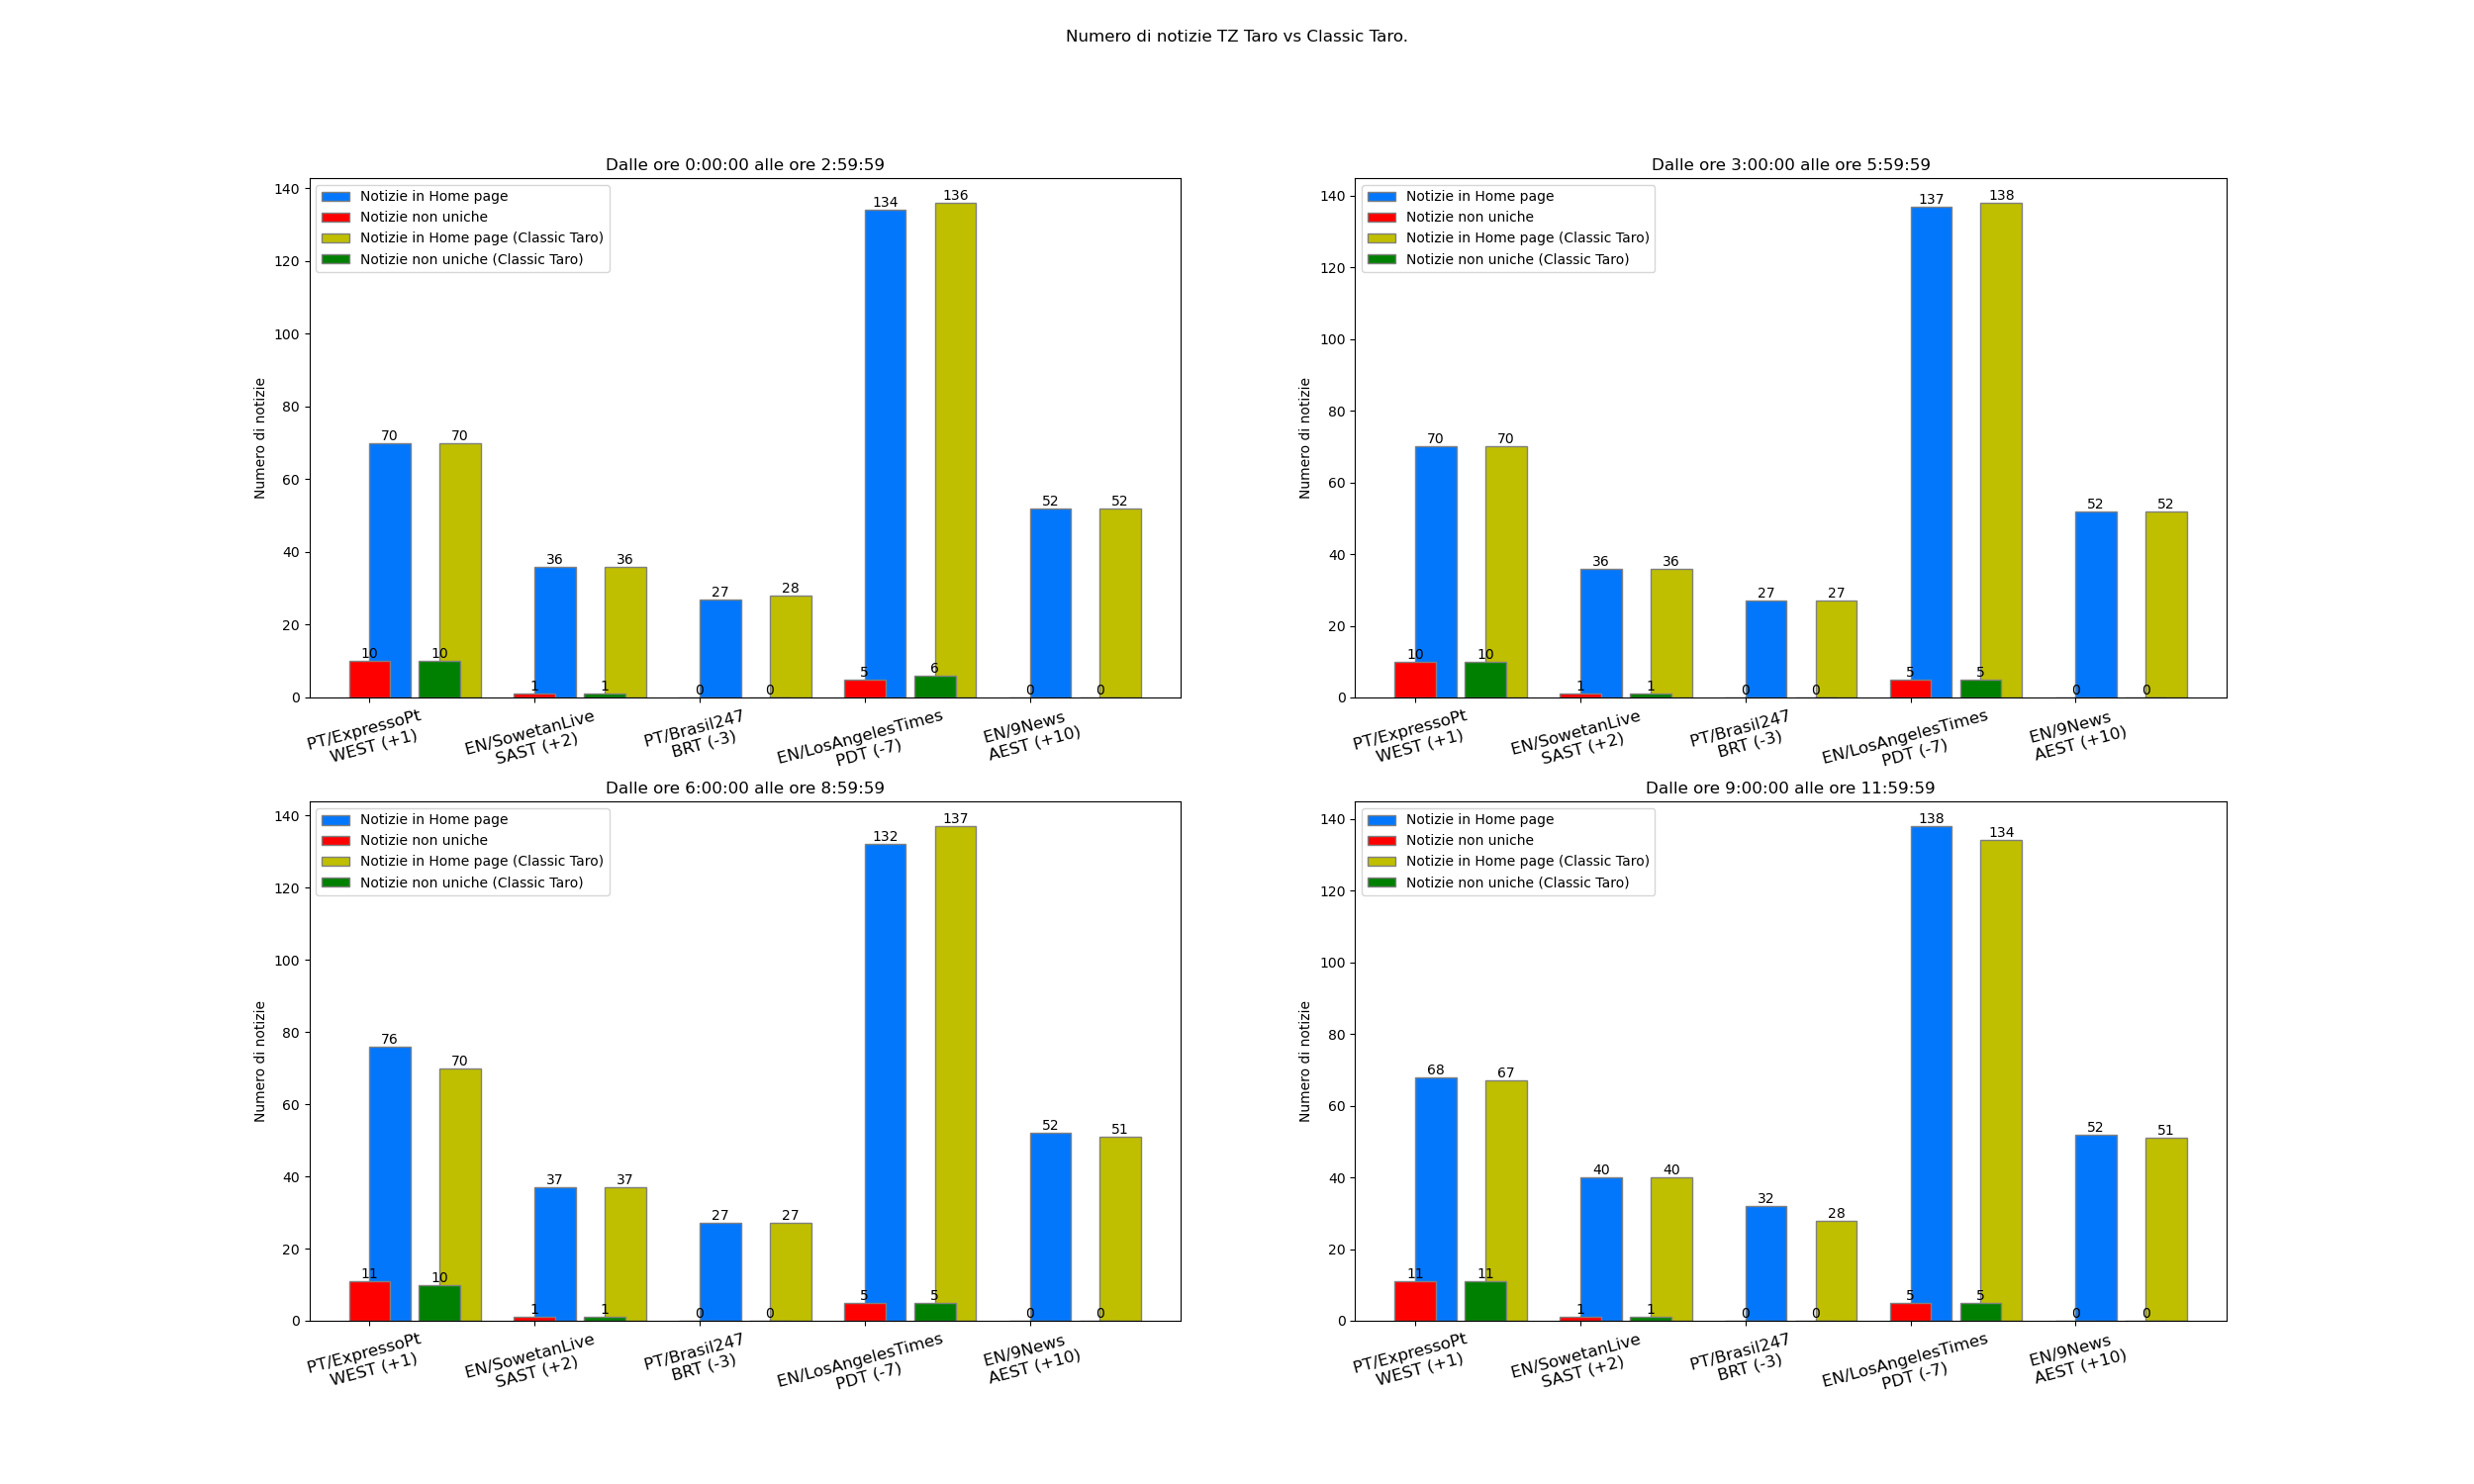 Numero di notizie TZ Taro vs Classic Taro.
Dalle ore 0:00:00 alle ore 2:59:59
Notizie in Home page
Notizie non uniche
Notizie in Home page (Classic Taro)
Notizie non uniche (Classic Taro)
Numero di notizie
140
120
100
80
60
40
20
0
70 70 36 36 27 28 134 136 52 52
10 10 1 1 0 0 5 6 0 0
PT/ExpressoPt
WEST (+1)
EN/SowetanLive
SAST (+2)
PT/Brasil247
BRT (-3)
EN/LosAngelesTimes
PDT (-7)
EN/9News
AEST (+10)
Dalle ore 3:00:00 alle ore 5:59:59
Notizie in Home page
Notizie non uniche
Notizie in Home page (Classic Taro)
Notizie non uniche (Classic Taro)
Numero di notizie
140
120
100
80
60
40
20
0
70 70 36 36 27 27 137 138 52 52
10 10 1 1 0 0 5 5 0 0
PT/ExpressoPt
WEST (+1)
EN/SowetanLive
SAST (+2)
PT/Brasil247
BRT (-3)
EN/LosAngelesTimes
PDT (-7)
EN/9News
AEST (+10)
Dalle ore 6:00:00 alle ore 8:59:59
Notizie in Home page
Notizie non uniche
Notizie in Home page (Classic Taro)
Notizie non uniche (Classic Taro)
Numero di notizie
140
120
100
80
60
40
20
0
76 70 37 37 27 27 132 137 52 51
11 10 1 1 0 0 5 5 0 0
PT/ExpressoPt
WEST (+1)
EN/SowetanLive
SAST (+2)
PT/Brasil247
BRT (-3)
EN/LosAngelesTimes
PDT (-7)
EN/9News
AEST (+10)
Dalle ore 9:00:00 alle ore 11:59:59
Notizie in Home page
Notizie non uniche
Notizie in Home page (Classic Taro)
Notizie non uniche (Classic Taro)
Numero di notizie
140
120
100
80
60
40
20
0
68 67 40 40 32 28 138 134 52 51
11 11 1 1 0 0 5 5 0 0
PT/ExpressoPt
WEST (+1)
EN/SowetanLive
SAST (+2)
PT/Brasil247
BRT (-3)
EN/LosAngelesTimes
PDT (-7)
EN/9News
AEST (+10)